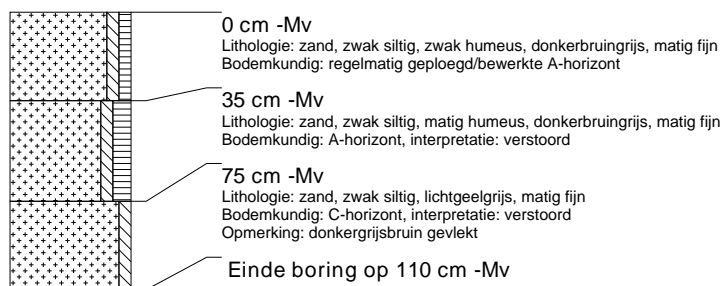 0 cm -Mv
Lithologie: zand, zwak siltig, zwak humeus, donkerbruingrijs, matig fijn
Bodemkundig: regelmatig geploegd/bewerkte A-horizont
35 cm -Mv
Lithologie: zand, zwak siltig, matig humeus, donkerbruingrijs, matig fijn
Bodemkundig: A-horizont, interpretatie: verstoord
75 cm -Mv
Lithologie: zand, zwak siltig, lichtgeelgrijs, matig fijn
Bodemkundig: C-horizont, interpretatie: verstoord
Opmerking: donkergrijsbruin gevlekt
Einde boring op 110 cm -Mv